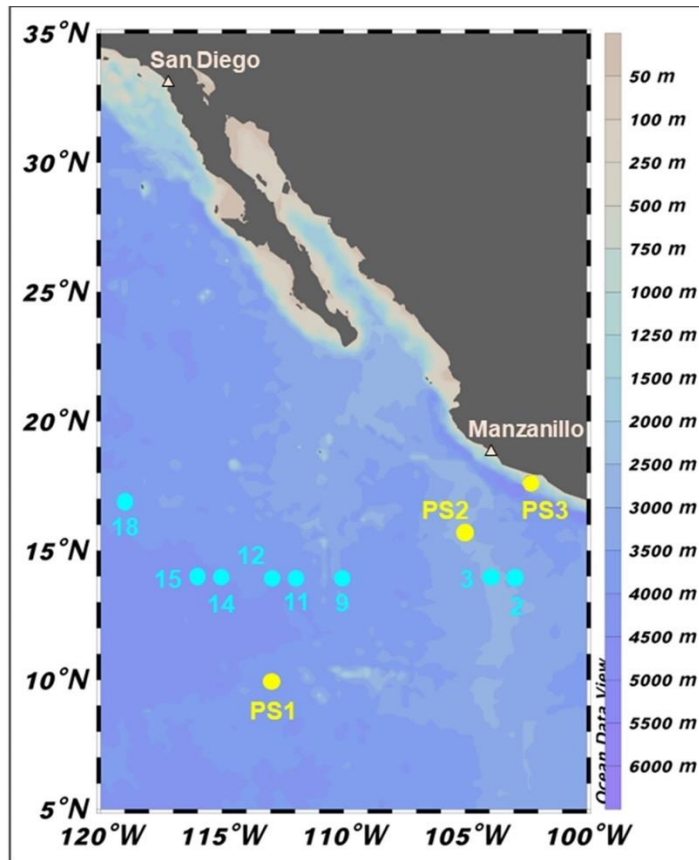 35°N
San Diego
30°N
25°N
20°N
Manzanillo
PS2
PS3
18
15°N
12
15
14
11
9
3
2
10°N
PS1
5°N
120°W
115°W
110°W
105°W
100°W
50 m
100 m
250 m
500 m
750 m
1000 m
1250 m
1500 m
2000 m
2500 m
3000 m
3500 m
4000 m
4500 m
5000 m
5500 m
6000 m
Ocean Data View